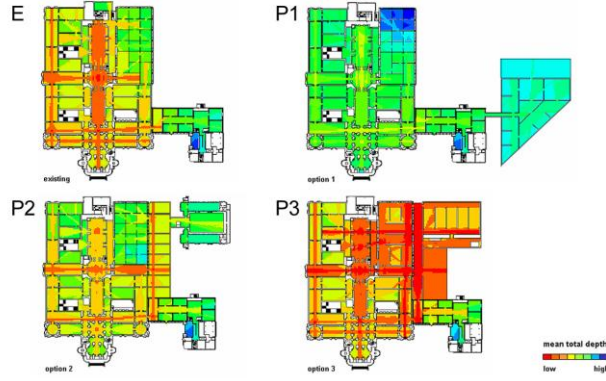 E
P1
existing
option 1
P2
P3
option 2
option 3
mean total depth
low high